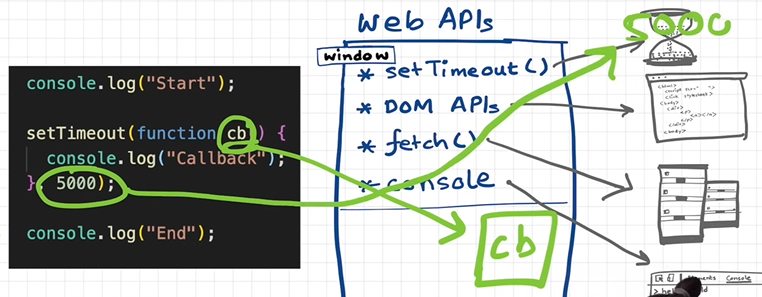 console.log("Start");
setTimeout(function cb() {
console.log("Callback");
}, 5000);
console.log("End");
Web APIs
window
* setTimeout()
* DOM APIs
* fetch()
* console
cb
5000
<body>
Console